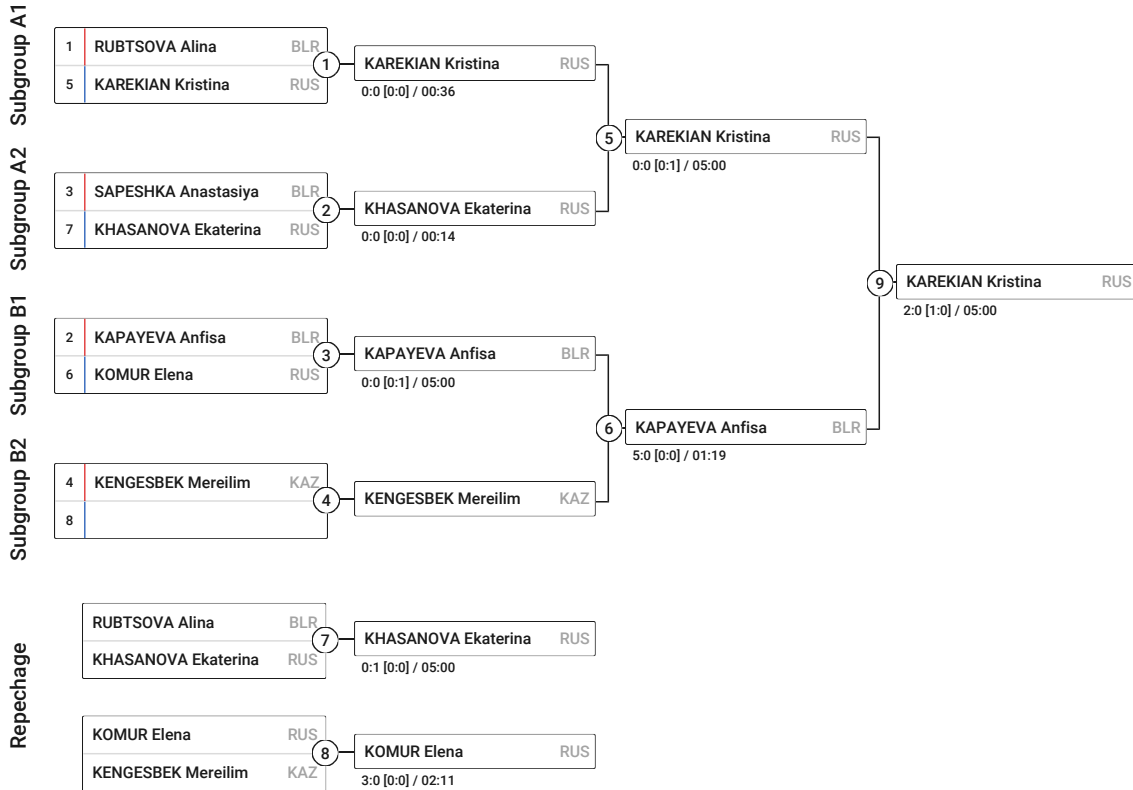 Subgroup A1
1 RUBTSOVA Alina BLR
5 KAREKIAN Kristina RUS
1
KAREKIAN Kristina RUS
0:0 [0:0] / 00:36
Subgroup A2
3 SAPESHKA Anastasiya BLR
7 KHASANOVA Ekaterina RUS
2
KHASANOVA Ekaterina RUS
0:0 [0:0] / 00:14
5
KAREKIAN Kristina RUS
0:0 [0:1] / 05:00
Subgroup B1
2 KAPAYEVA Anfisa BLR
6 KOMUR Elena RUS
3
KAPAYEVA Anfisa BLR
0:0 [0:1] / 05:00
Subgroup B2
4 KENGESBEK Mereilim KAZ
8
4
KENGESBEK Mereilim KAZ
6
KAPAYEVA Anfisa BLR
5:0 [0:0] / 01:19
9
KAREKIAN Kristina RUS
2:0 [1:0] / 05:00
Repechage
RUBTSOVA Alina BLR
KHASANOVA Ekaterina RUS
7
KHASANOVA Ekaterina RUS
0:1 [0:0] / 05:00
KOMUR Elena RUS
KENGESBEK Mereilim KAZ
8
KOMUR Elena RUS
3:0 [0:0] / 02:11